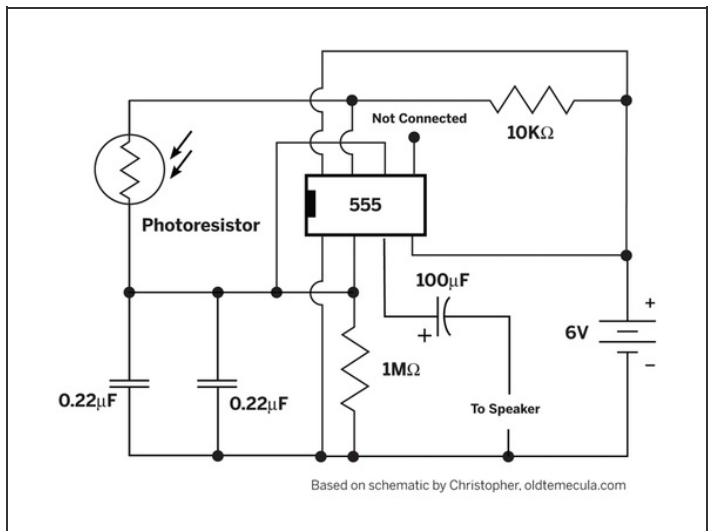 Not Connected
10KΩ
555
Photoresistor
100µF
+
+
6V
−
1MΩ
0.22µF
0.22µF
To Speaker
Based on schematic by Christopher, oldtemecula.com